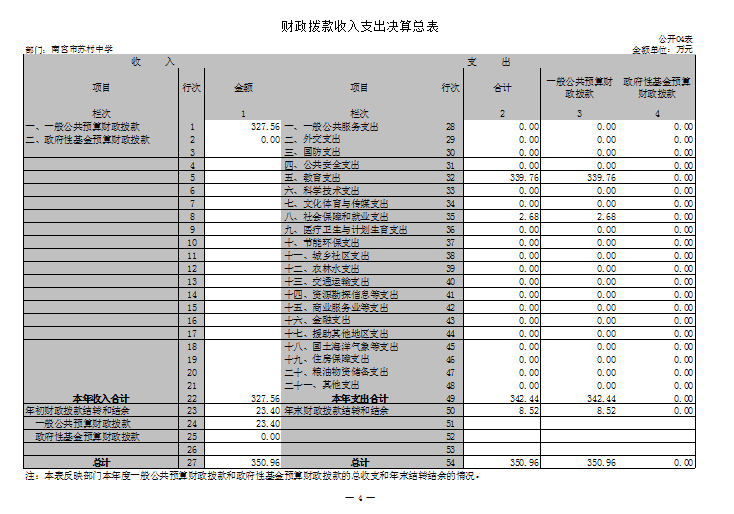 财政拨款收入支出决算总表
公开04表
部门：南宫市苏村中学 金额单位：万元
收 入 支 出
项目 行次 金额 项目 行次 合计 一般公共预算财政拨款 政府性基金预算财政拨款
栏次 1 栏次 2 3 4
一、一般公共预算财政拨款 1 327.56 一、一般公共服务支出 28 0.00 0.00 0.00
二、政府性基金预算财政拨款 2 0.00 二、外交支出 29 0.00 0.00 0.00
3 三、国防支出 30 0.00 0.00 0.00
4 四、公共安全支出 31 0.00 0.00 0.00
5 五、教育支出 32 339.76 339.76 0.00
6 六、科学技术支出 33 0.00 0.00 0.00
7 七、文化体育与传媒支出 34 0.00 0.00 0.00
8 八、社会保障和就业支出 35 2.68 2.68 0.00
9 九、医疗卫生与计划生育支出 36 0.00 0.00 0.00
10 十、节能环保支出 37 0.00 0.00 0.00
11 十一、城乡社区支出 38 0.00 0.00 0.00
12 十二、农林水支出 39 0.00 0.00 0.00
13 十三、交通运输支出 40 0.00 0.00 0.00
14 十四、资源勘探信息等支出 41 0.00 0.00 0.00
15 十五、商业服务业等支出 42 0.00 0.00 0.00
16 十六、金融支出 43 0.00 0.00 0.00
17 十七、援助其他地区支出 44 0.00 0.00 0.00
18 十八、国土海洋气象等支出 45 0.00 0.00 0.00
19 十九、住房保障支出 46 0.00 0.00 0.00
20 二十、粮油物资储备支出 47 0.00 0.00 0.00
21 二十一、其他支出 48 0.00 0.00 0.00
本年收入合计 22 327.56 本年支出合计 49 342.44 342.44 0.00
年初财政拨款结转和结余 23 23.40 年末财政拨款结转和结余 50 8.52 8.52 0.00
一般公共预算财政拨款 24 23.40 51
政府性基金预算财政拨款 25 0.00 52
26 53
总计 27 350.96 总计 54 350.96 350.96 0.00
注：本表反映部门本年度一般公共预算财政拨款和政府性基金预算财政拨款的总收支和年末结转结余的情况。
— 4 —